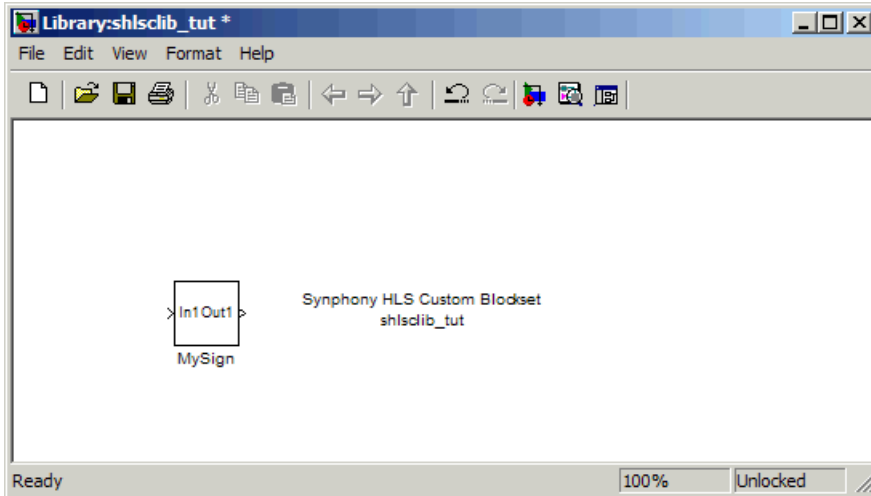 Library:shlsclib_tut *
File Edit View Format Help
In1 Out1
MySign
Synphony HLS Custom Blockset
shlsclib_tut
Ready 100% Unlocked